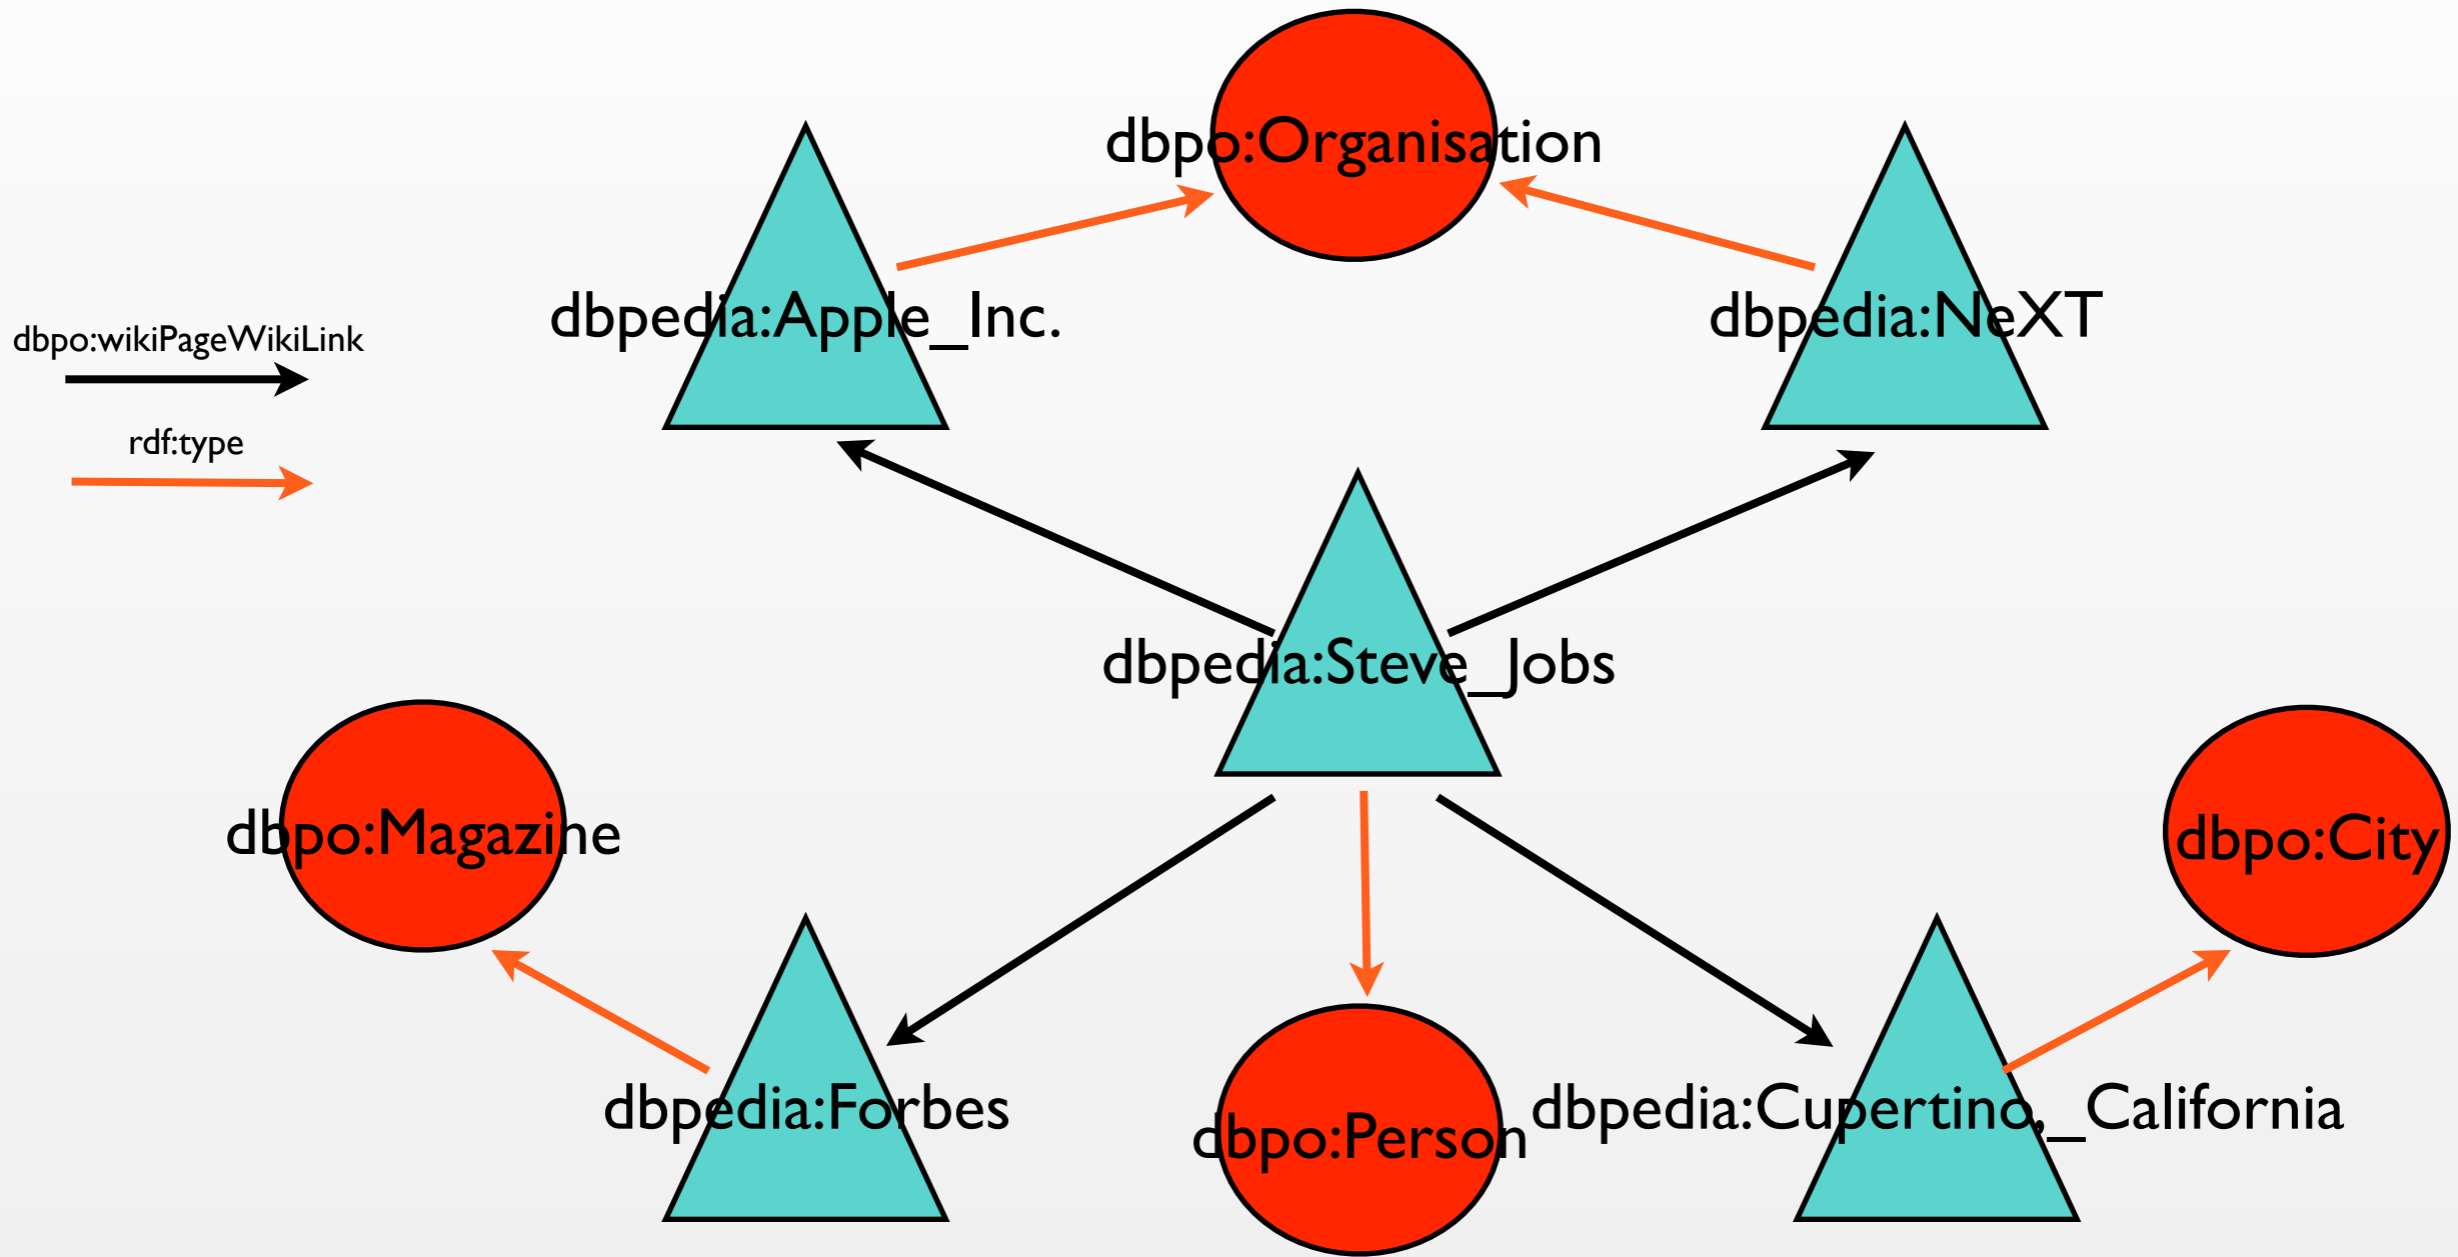 dbpo:Organisation
dbpedia:Apple_Inc.
dbpedia:NeXT
dbpo:wikiPageWikiLink
rdf:type
dbpedia:Steve_Jobs
dbpo:Magazine
dbpo:City
dbpedia:Forbes
dbpo:Person
dbpedia:Cupertino,_California